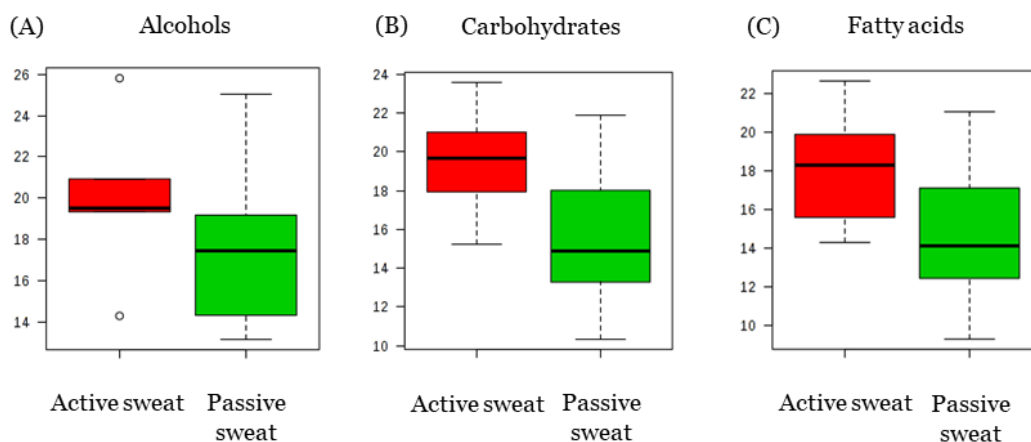 (A) Alcohols
26
24
22
20
18
16
14
Active sweat Passive
sweat
(B) Carbohydrates
24
22
20
18
16
14
12
10
Active sweat Passive
sweat
(C) Fatty acids
22
20
18
16
14
12
10
Active sweat Passive
sweat